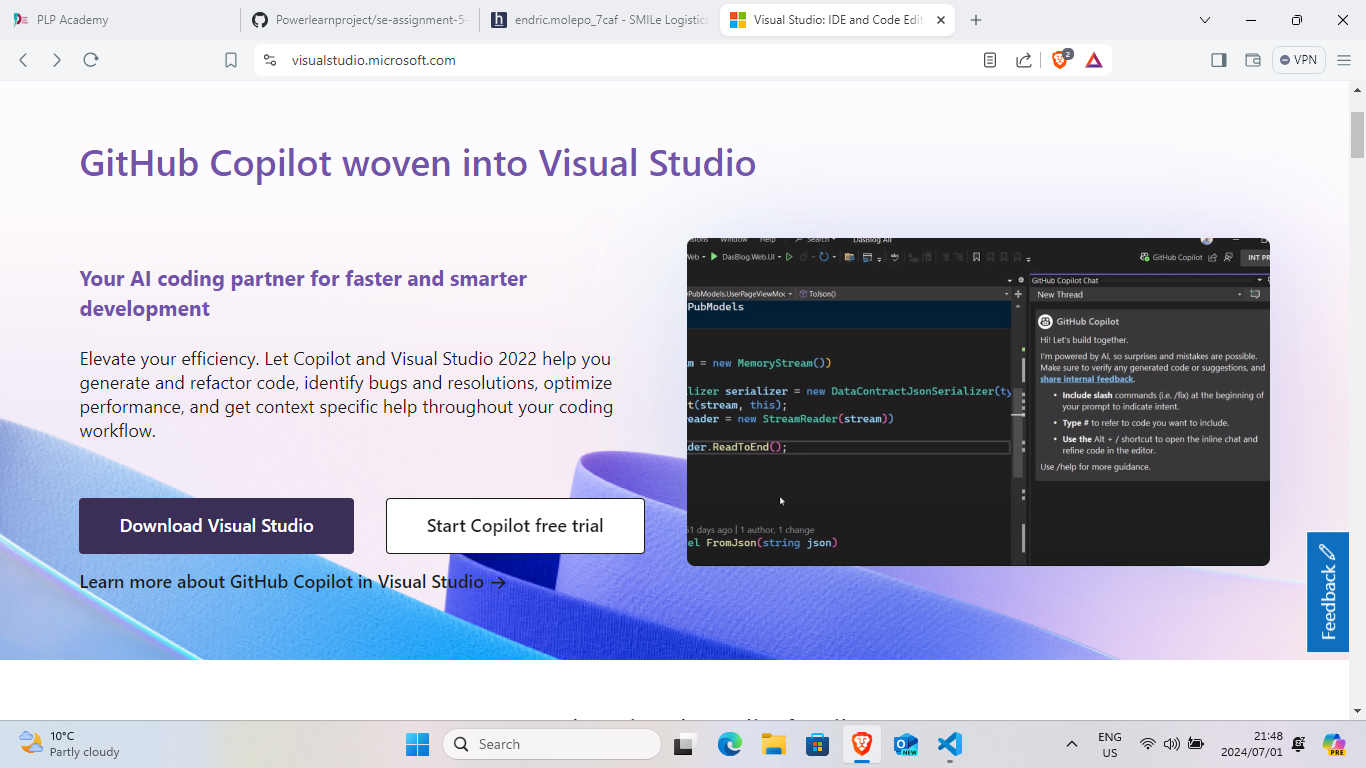 PLP Academy
Powerlearnproject/se-assignment-5-
endric.molepo_7caf - SMILe Logistics
Visual Studio: IDE and Code Edit
visualstudio.microsoft.com
2
VPN
GitHub Copilot woven into Visual Studio
Your AI coding partner for faster and smarter
development
Elevate your efficiency. Let Copilot and Visual Studio 2022 help you
generate and refactor code, identify bugs and resolutions, optimize
performance, and get context specific help throughout your coding
workflow.
Download Visual Studio
Start Copilot free trial
Learn more about GitHub Copilot in Visual Studio →
Window Help Search DasBlog All
Web DasBlog.Web.UI
GitHub Copilot
INT PR
PubModels.UserPageViewMo
ToJson()
PubModels
m = new MemoryStream())
lizer serializer = new DataContractJsonSerializer(ty
t(stream, this);
eader = new StreamReader(stream))
der.ReadToEnd();
51 days ago | 1 author, 1 change
el FromJson(string json)
GitHub Copilot Chat
New Thread
GitHub Copilot
Hi! Let's build together.
I'm powered by AI, so surprises and mistakes are possible.
Make sure to verify any generated code or suggestions, and
share internal feedback.
• Include slash commands (i.e. /fix) at the beginning of
your prompt to indicate intent.
• Type # to refer to code you want to include.
• Use the Alt + / shortcut to open the inline chat and
refine code in the editor.
Use /help for more guidance.
Feedback
10°C
Partly cloudy
Search
NEW
ENG
US
21:48
2024/07/01
PRE